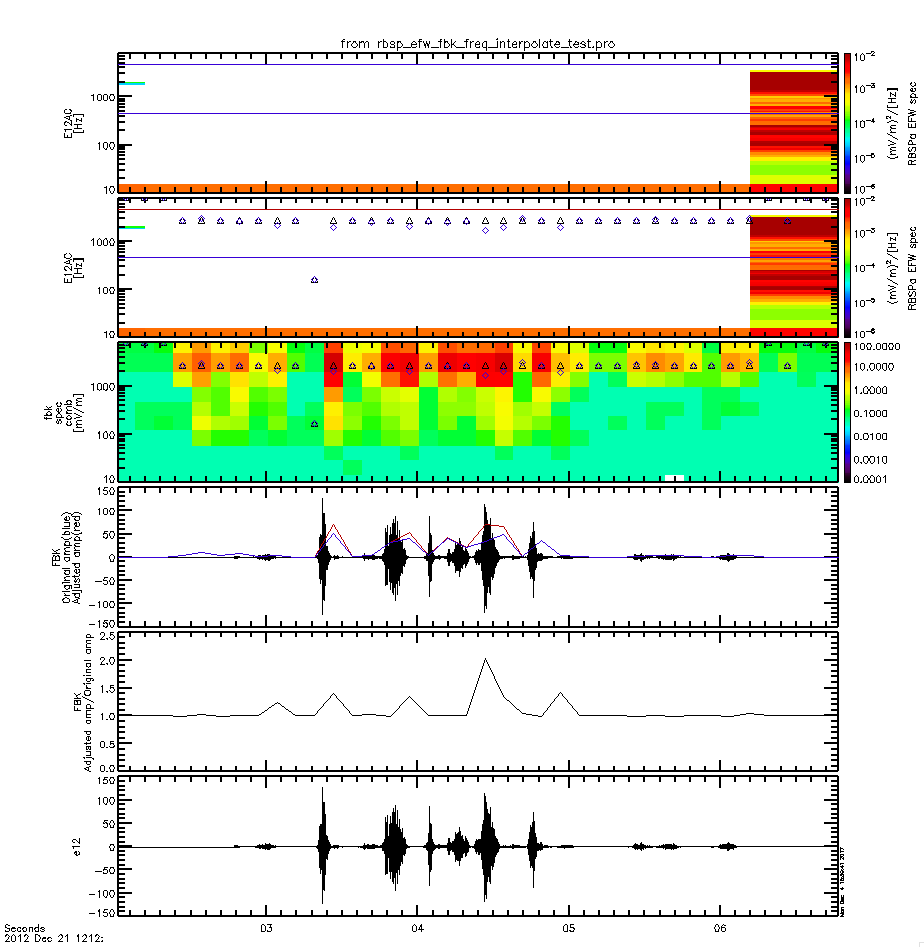 from rbsp_efw_fbk_freq_interpolate_test.pro
E12AC
[Hz]
1000
100
10
10-2
10-3
10-4
10-5
10-6
(mV/m)2/[Hz]
RBSPa EFW spec
E12AC
[Hz]
1000
100
10
10-2
10-3
10-4
10-5
10-6
(mV/m)2/[Hz]
RBSPa EFW spec
fbk
spec
comb
[mV/m]
1000
100
10
100.0000
10.0000
1.0000
0.1000
0.0100
0.0010
0.0001
FBK
Original amp(blue)
Adjusted amp(red)
150
100
50
0
-50
-100
-150
FBK
Adjusted amp/Original amp
2.5
2.0
1.5
1.0
0.5
0.0
e12
150
100
50
0
-50
-100
-150
Seconds
2012 Dec 21 1212:
03
04
05
06